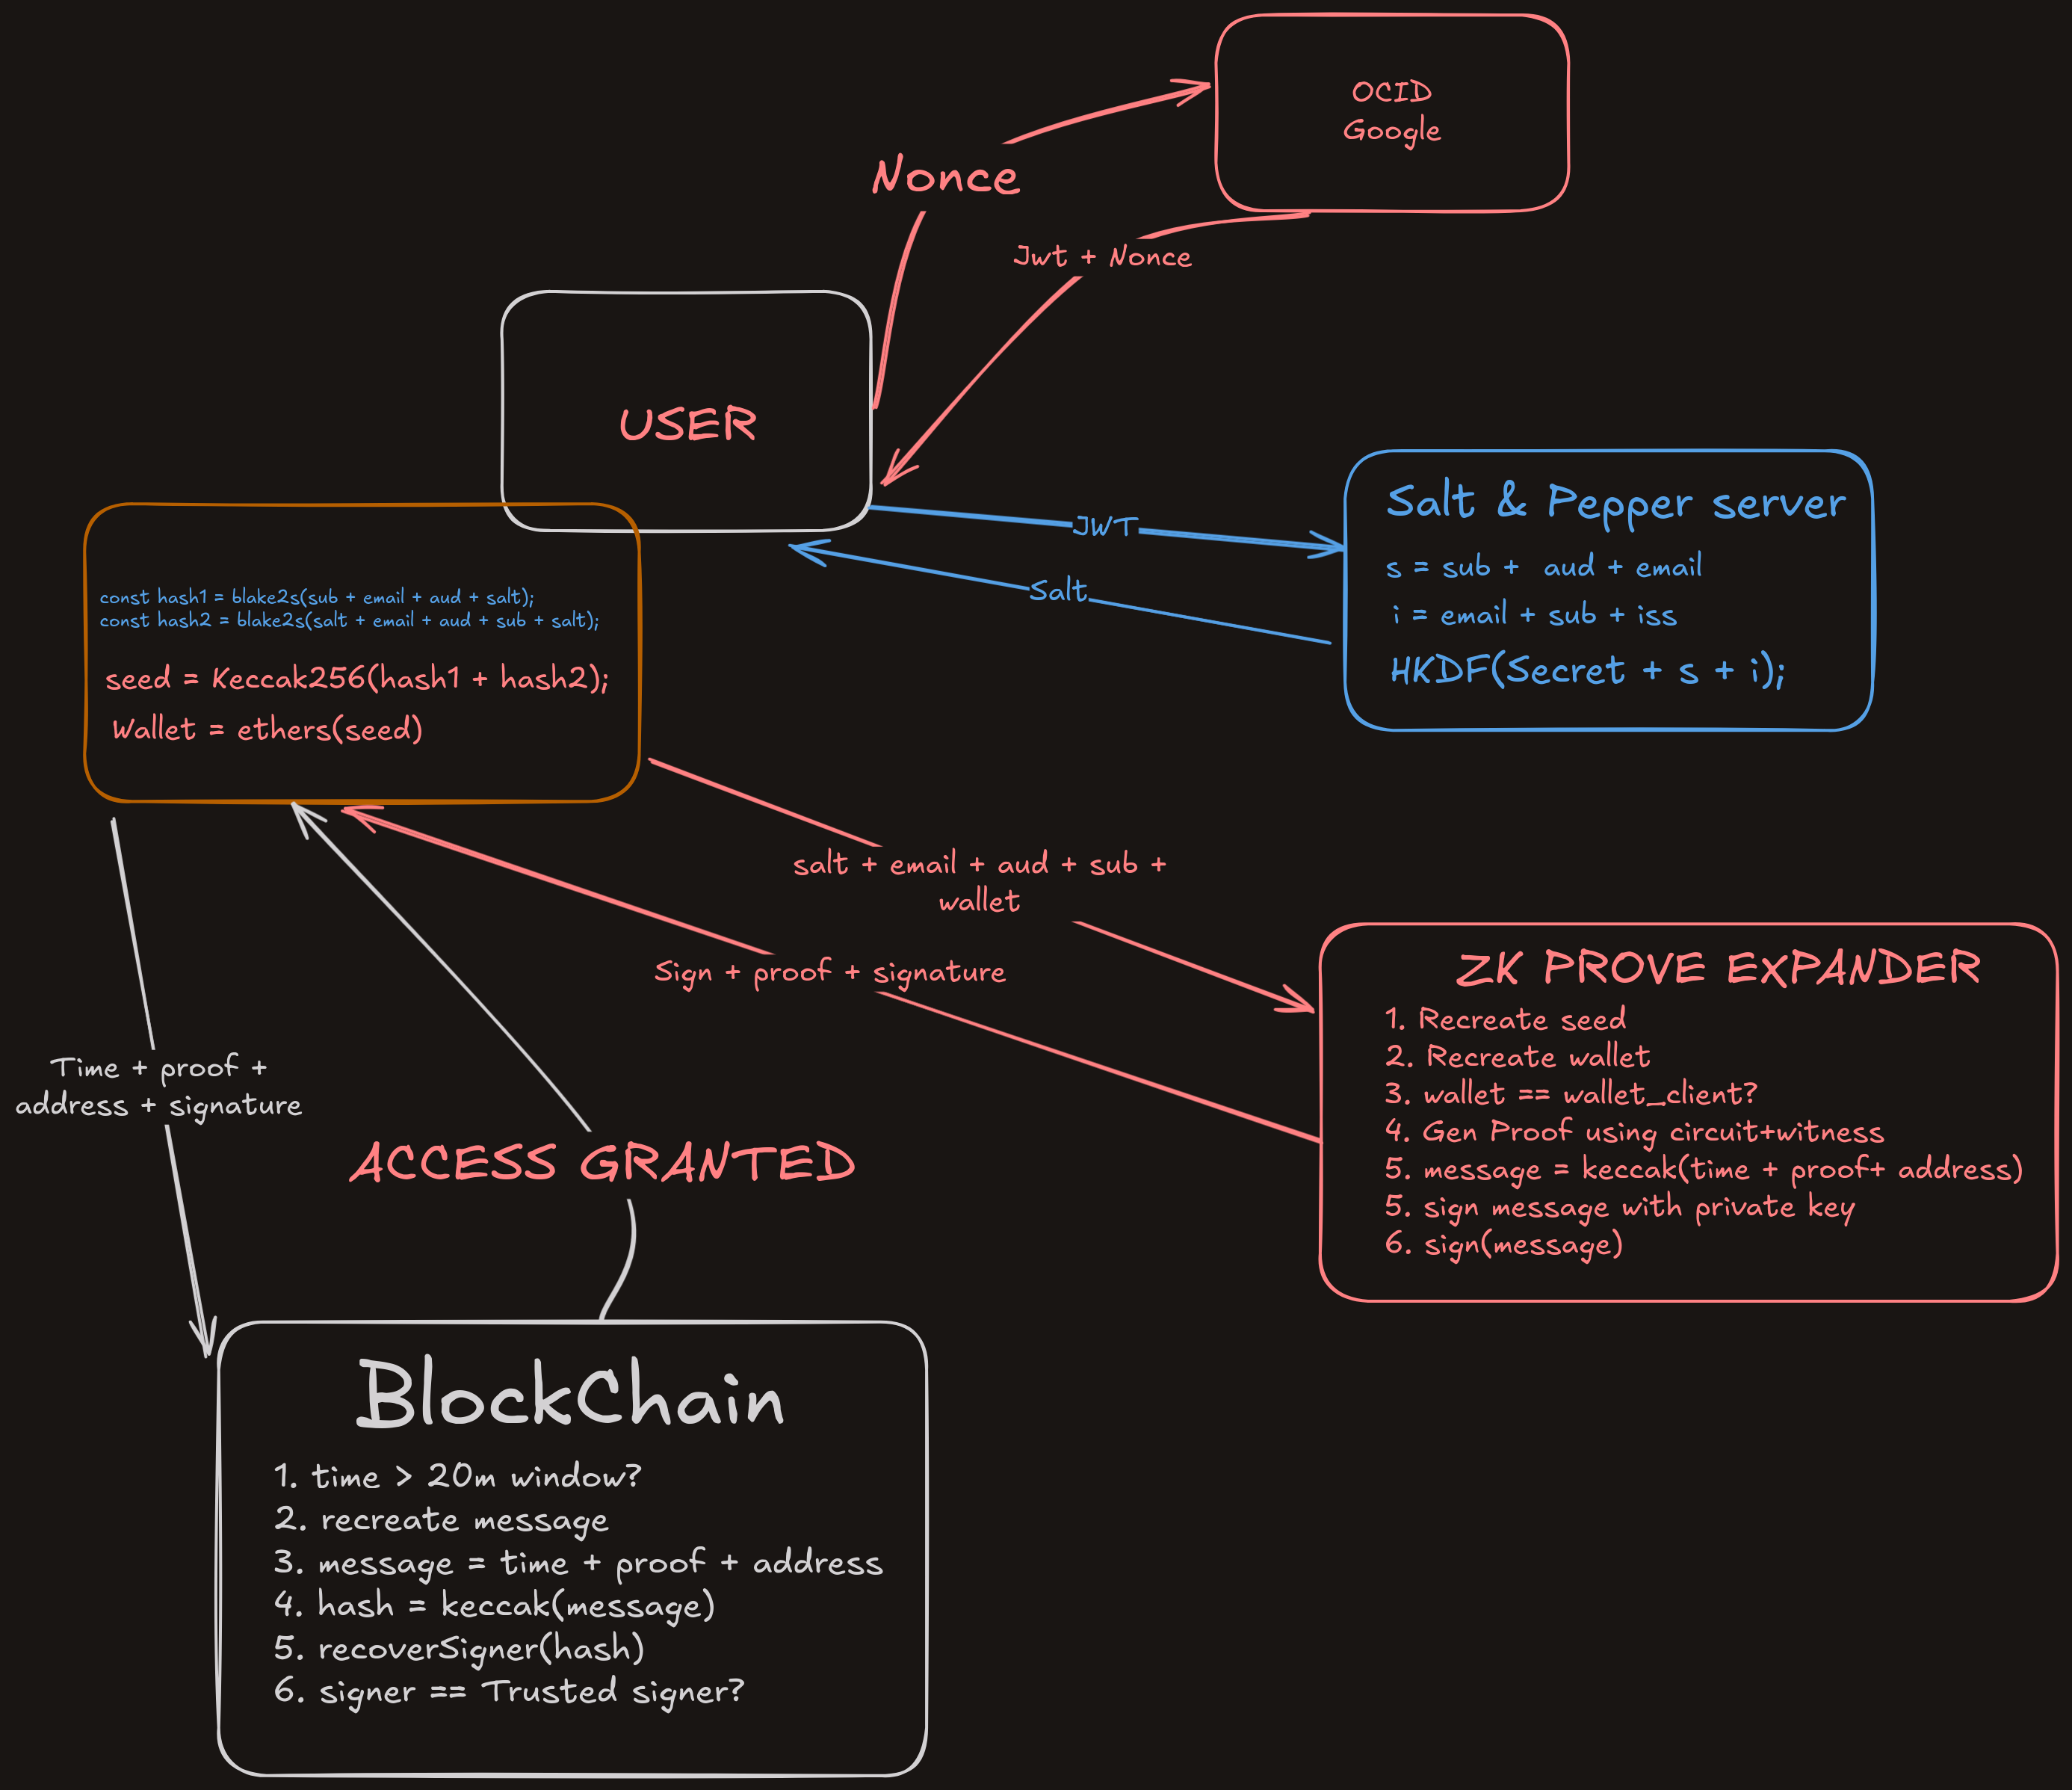 OCID
Google
Nonce
Jwt + Nonce
USER
JWT
Salt
Salt & Pepper server
s = sub + aud + email
i = email + sub + iss
HKDF(Secret + s + i);
const hash1 = blake2s(sub + email + aud + salt);
const hash2 = blake2s(salt + email + aud + sub + salt);
seed = Keccak256(hash1 + hash2);
Wallet = ethers(seed)
salt + email + aud + sub +
wallet
Sign + proof + signature
ZK PROVE EXPANDER
1. Recreate seed
2. Recreate wallet
3. wallet == wallet_client?
4. Gen Proof using circuit+witness
5. message = keccak(time + proof+ address)
5. sign message with private key
6. sign(message)
Time + proof +
address + signature
ACCESS GRANTED
BlockChain
1. time > 20m window?
2. recreate message
3. message = time + proof + address
4. hash = keccak(message)
5. recoverSigner(hash)
6. signer == Trusted signer?